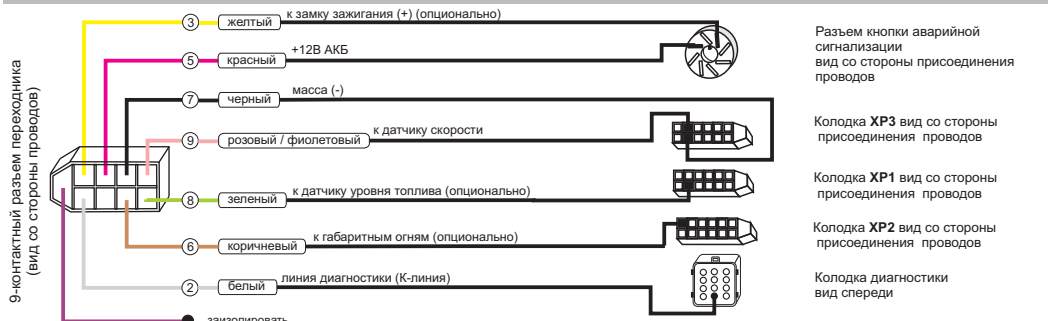 9-контактный разъем переходника
(вид со стороны проводов)
3 желтый к замку зажигания (+) (опционально)
5 красный +12В АКБ
7 черный масса (-)
9 розовый / фиолетовый к датчику скорости
8 зеленый к датчику уровня топлива (опционально)
6 коричневый к габаритным огням (опционально)
2 белый линия диагностики (К-линия)
заизолировать
Разъем кнопки аварийной
сигнализации
вид со стороны присоединения
проводов
Колодка XP3 вид со стороны
присоединения проводов
Колодка XP1 вид со стороны
присоединения проводов
Колодка XP2 вид со стороны
присоединения проводов
Колодка диагностики
вид спереди